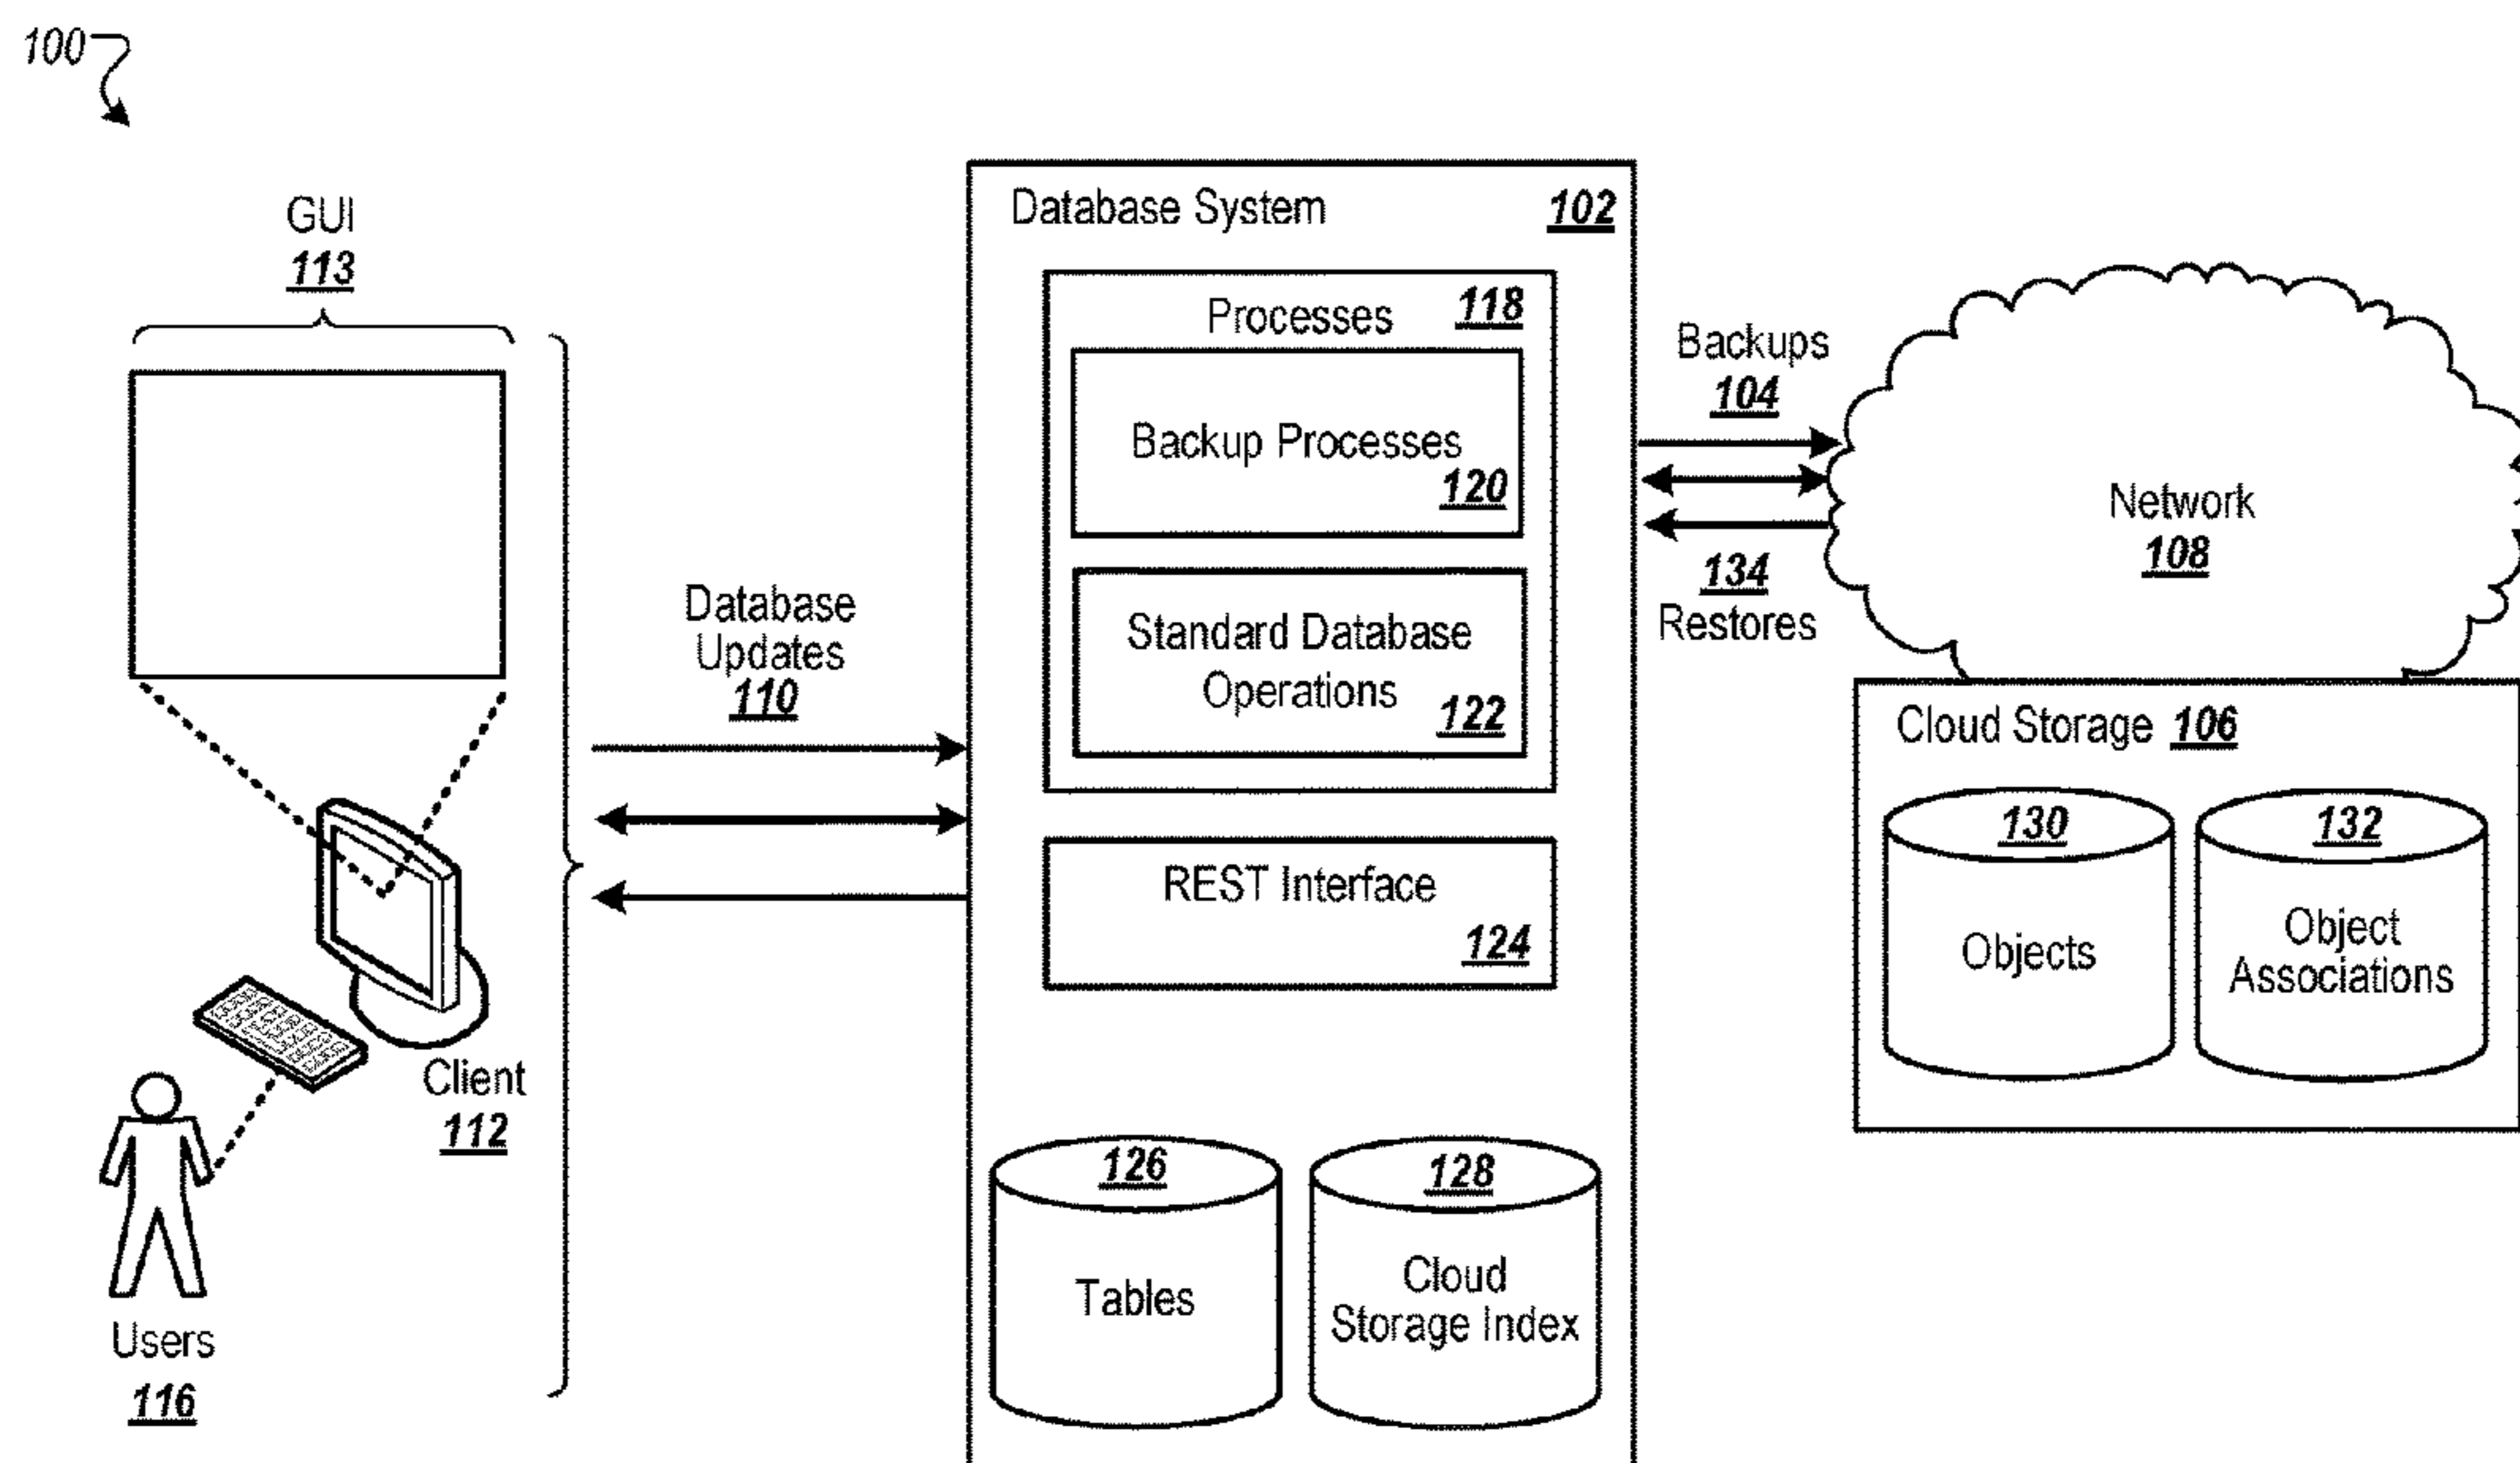 100
GUI
113
Client
112
Users
116
Database
Updates
110
Database System 102
Processes 118
Backup Processes
120
Standard Database
Operations
122
REST Interface
124
126
Tables
128
Cloud
Storage Index
Backups
104
134
Restores
Network
108
Cloud Storage 106
130
Objects
132
Object
Associations